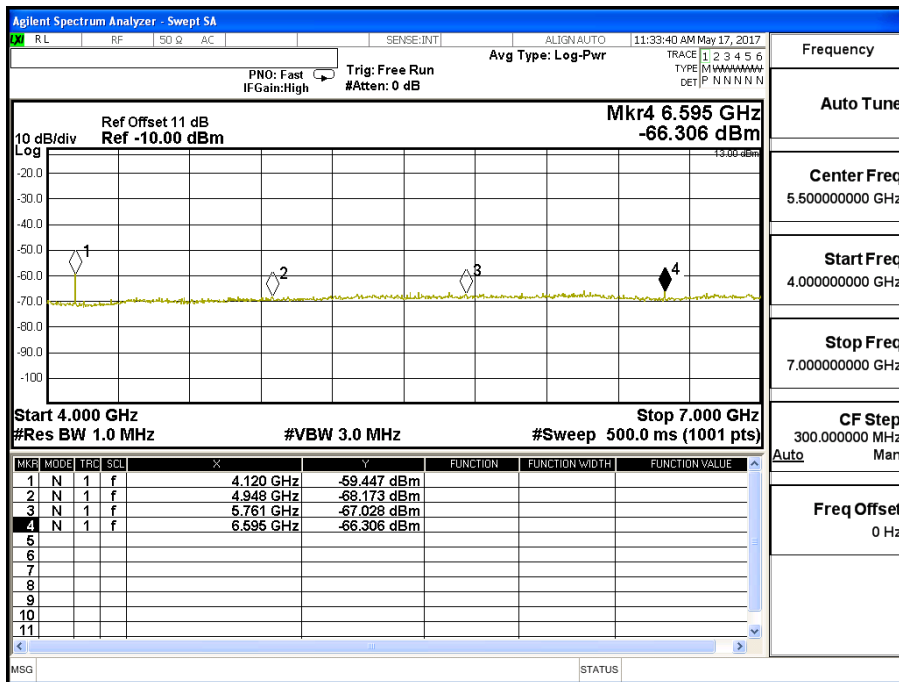 Agilent Spectrum Analyzer - Swept SA
LXI RL RF 50 Ω AC SENSE:INT ALIGNAUTO 11:33:40 AM May 17, 2017
Avg Type: Log-Pwr TRACE 1 2 3 4 5 6
PNO: Fast Trig: Free Run TYPE MWWWWW
IFGain:High #Atten: 0 dB DET P N N N N N
Ref Offset 11 dB Mkr4 6.595 GHz
10 dB/div Ref -10.00 dBm -66.306 dBm
Log
13.00 dBm
-20.0
-30.0
-40.0
-50.0
-60.0
-70.0
-80.0
-90.0
-100
1
2
3
4
Start 4.000 GHz Stop 7.000 GHz
#Res BW 1.0 MHz #VBW 3.0 MHz #Sweep 500.0 ms (1001 pts)
MKR MODE TRC SCL X Y FUNCTION FUNCTION WIDTH FUNCTION VALUE
1 N 1 f 4.120 GHz -59.447 dBm
2 N 1 f 4.948 GHz -68.173 dBm
3 N 1 f 5.761 GHz -67.028 dBm
4 N 1 f 6.595 GHz -66.306 dBm
5
6
7
8
9
10
11
MSG STATUS
Frequency
Auto Tune
Center Freq
5.500000000 GHz
Start Freq
4.000000000 GHz
Stop Freq
7.000000000 GHz
CF Step
300.000000 MHz
Auto Man
Freq Offset
0 Hz